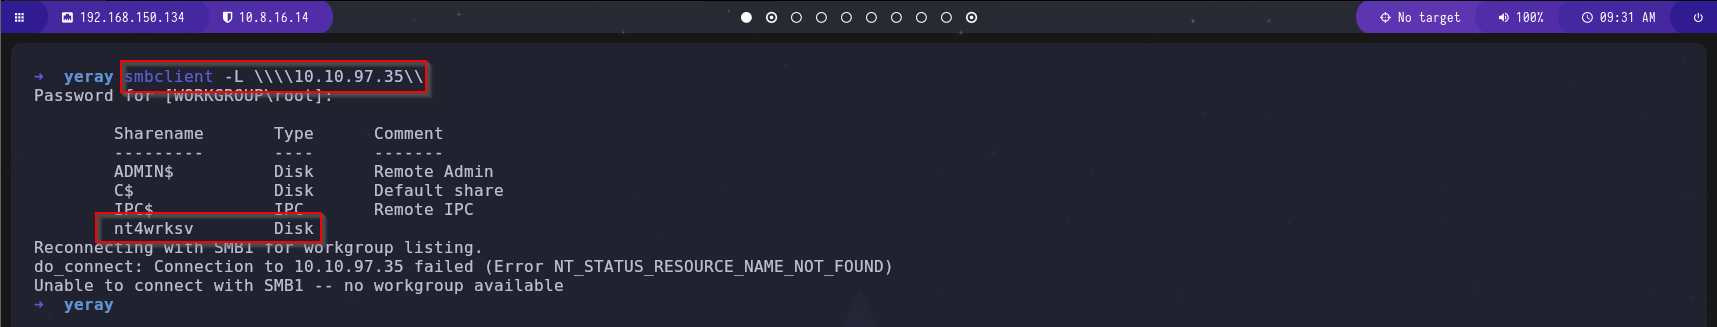 192.168.150.134 10.8.16.14 No target 100% 09:31 AM
➜ yeray smbclient -L \\\\10.10.97.35\\
Password for [WORKGROUP\root]:
Sharename Type Comment
--------- ---- -------
ADMIN$ Disk Remote Admin
C$ Disk Default share
IPC$ IPC Remote IPC
nt4wrksv Disk
Reconnecting with SMB1 for workgroup listing.
do_connect: Connection to 10.10.97.35 failed (Error NT_STATUS_RESOURCE_NAME_NOT_FOUND)
Unable to connect with SMB1 -- no workgroup available
➜ yeray